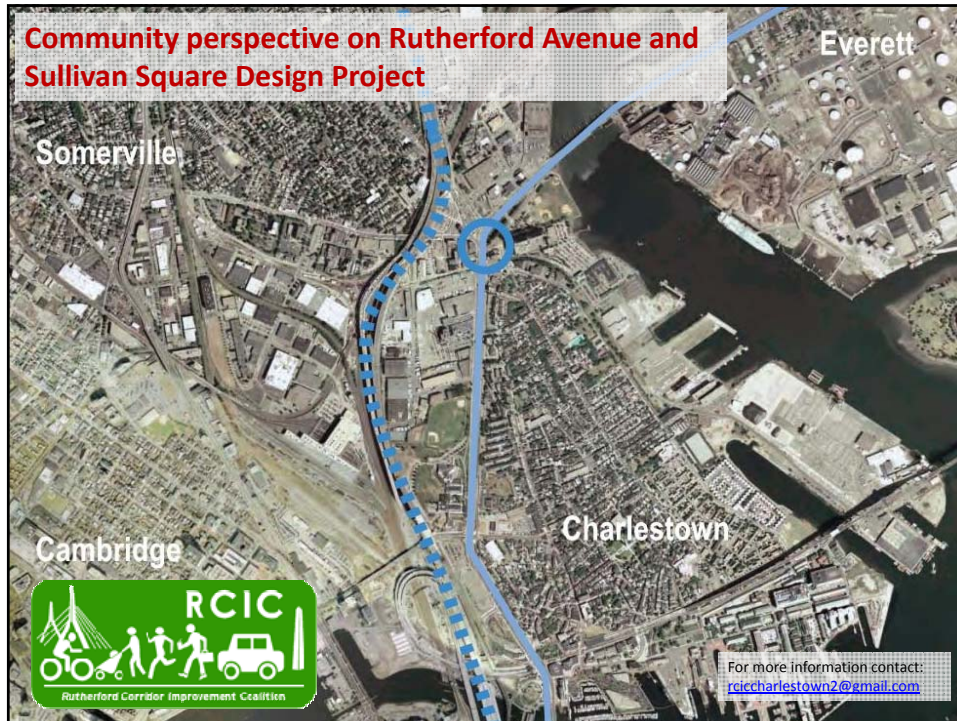 Community perspective on Rutherford Avenue and
Sullivan Square Design Project
Everett
Somerville
Charlestown
Cambridge
RCIC
Rutherford Corridor Improvement Coalition
For more information contact:
rciccharlestown2@gmail.com